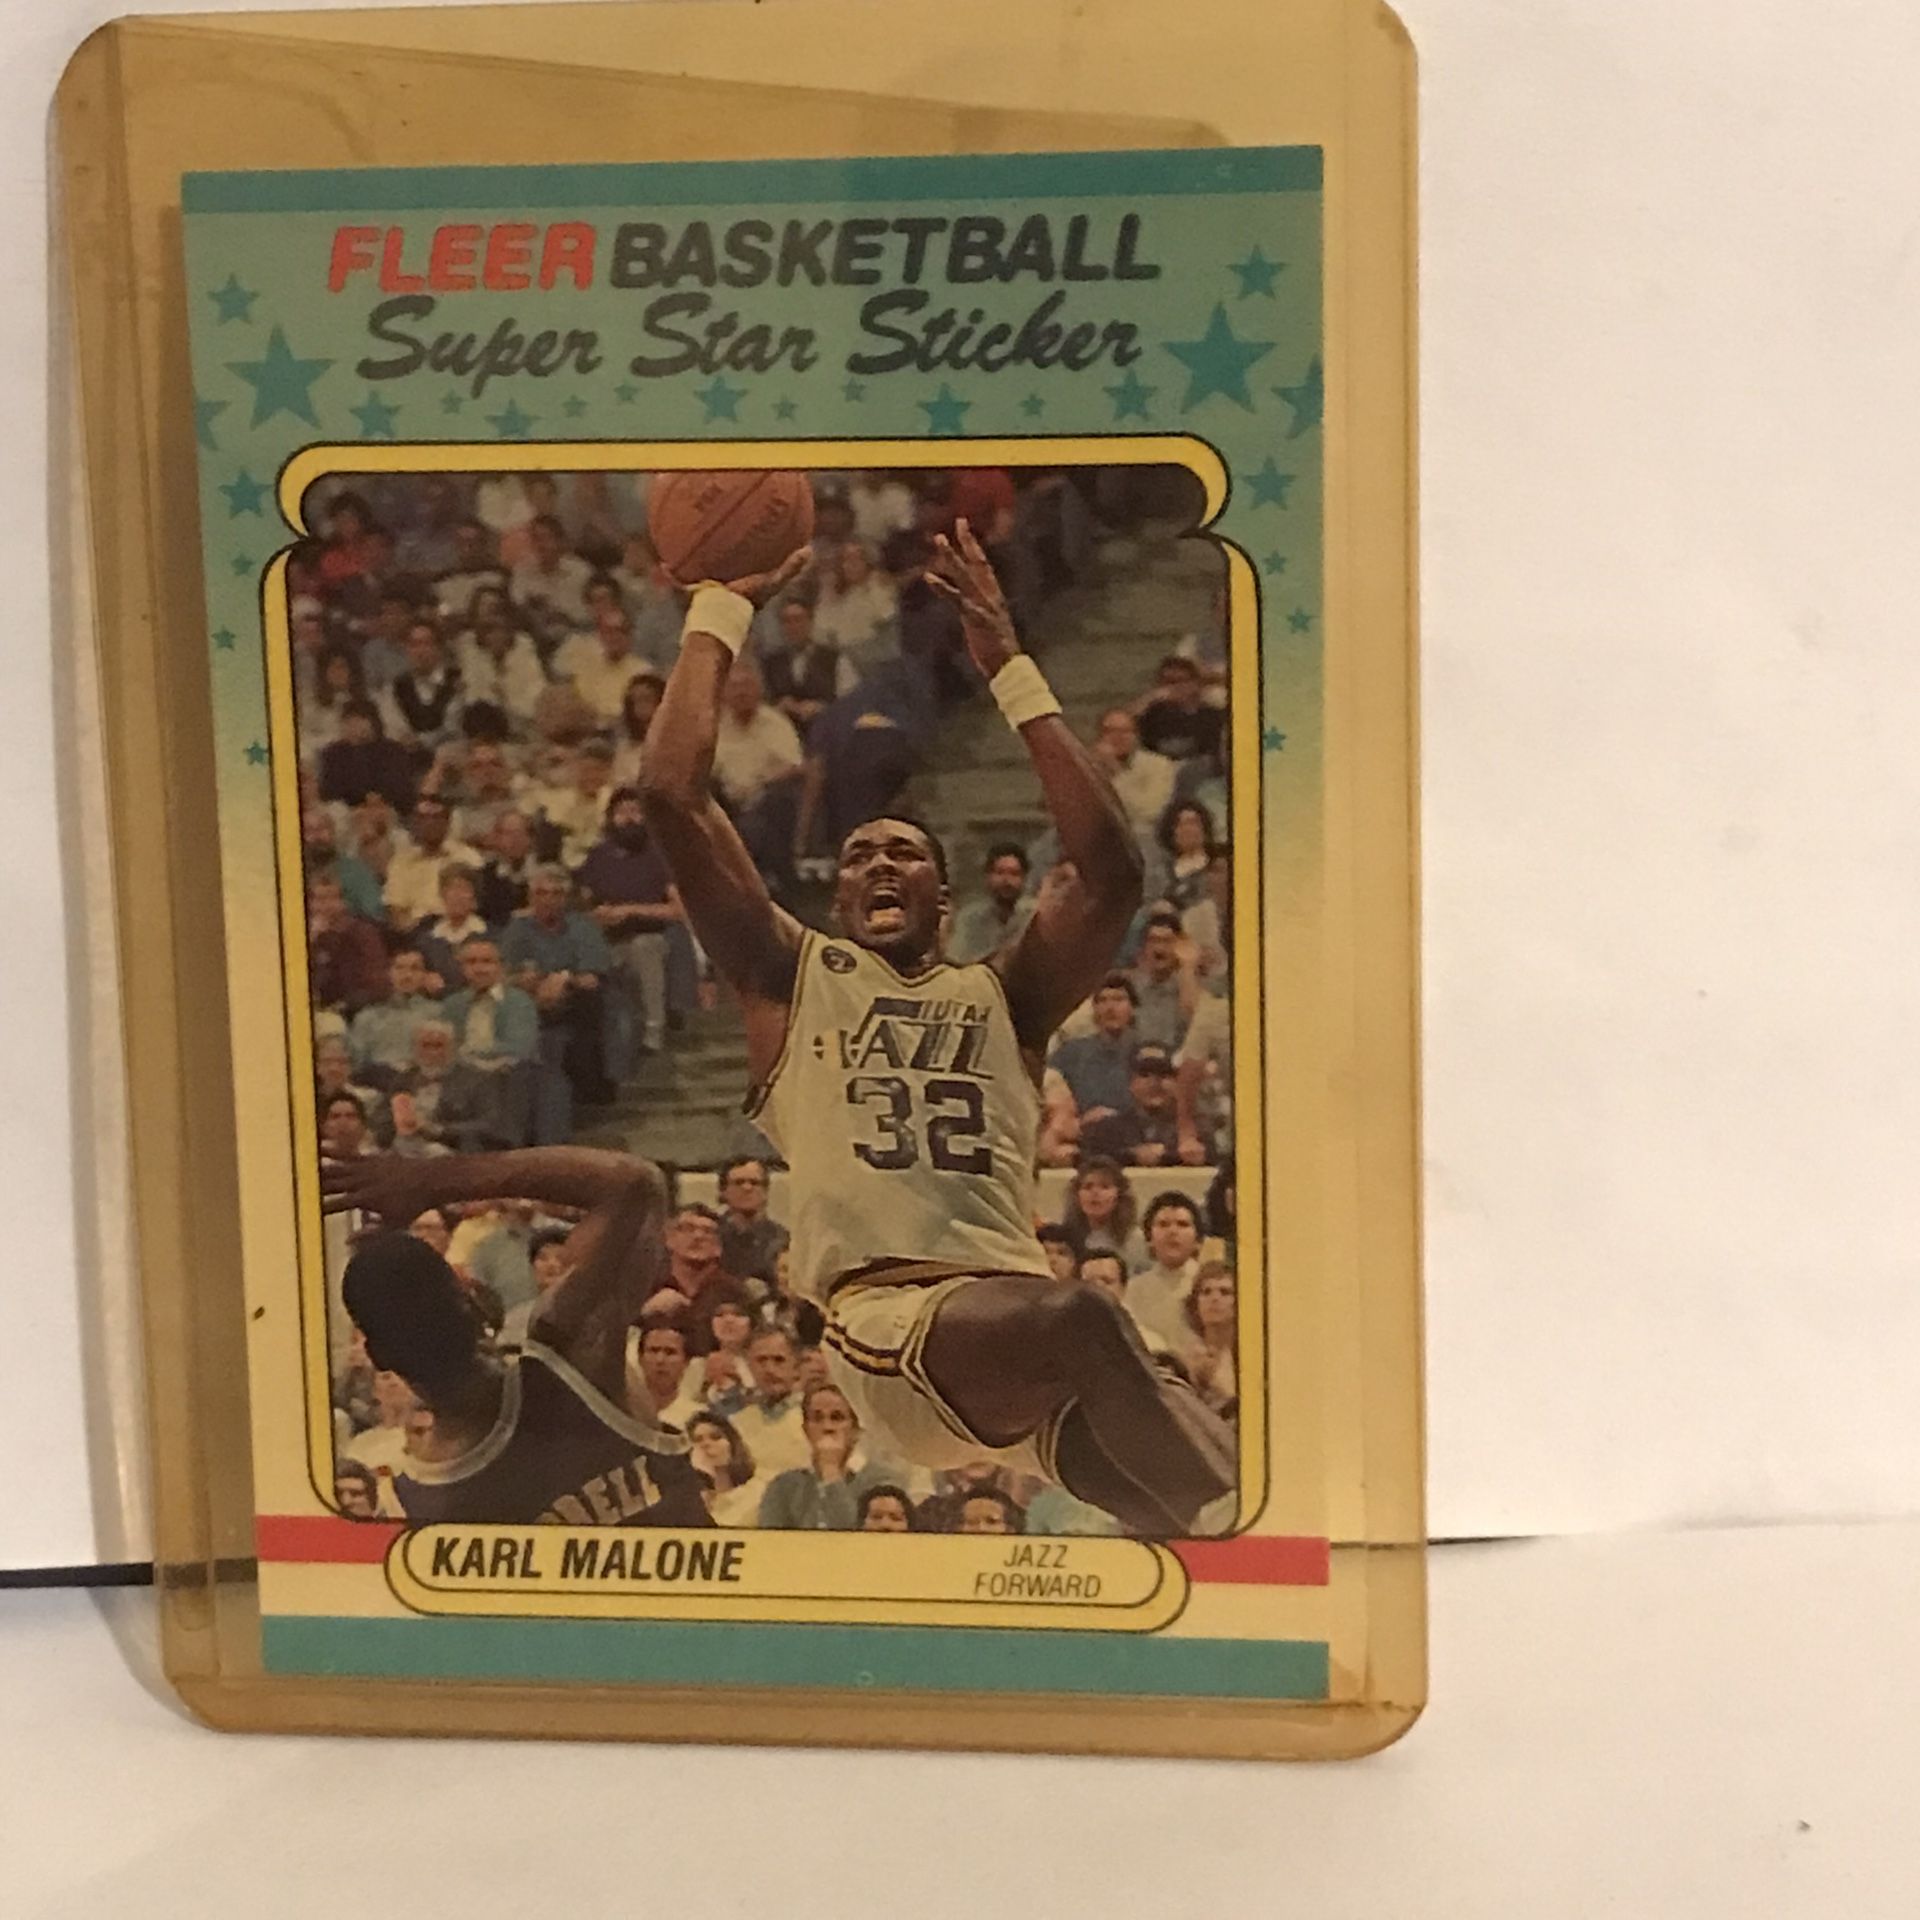 FLEER BASKETBALL
Super Star Sticker
UTAH
JAZZ
32
KARL MALONE
JAZZ
FORWARD